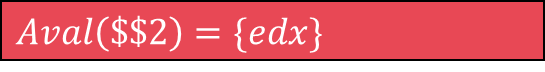 Aval($$2) = {edx}